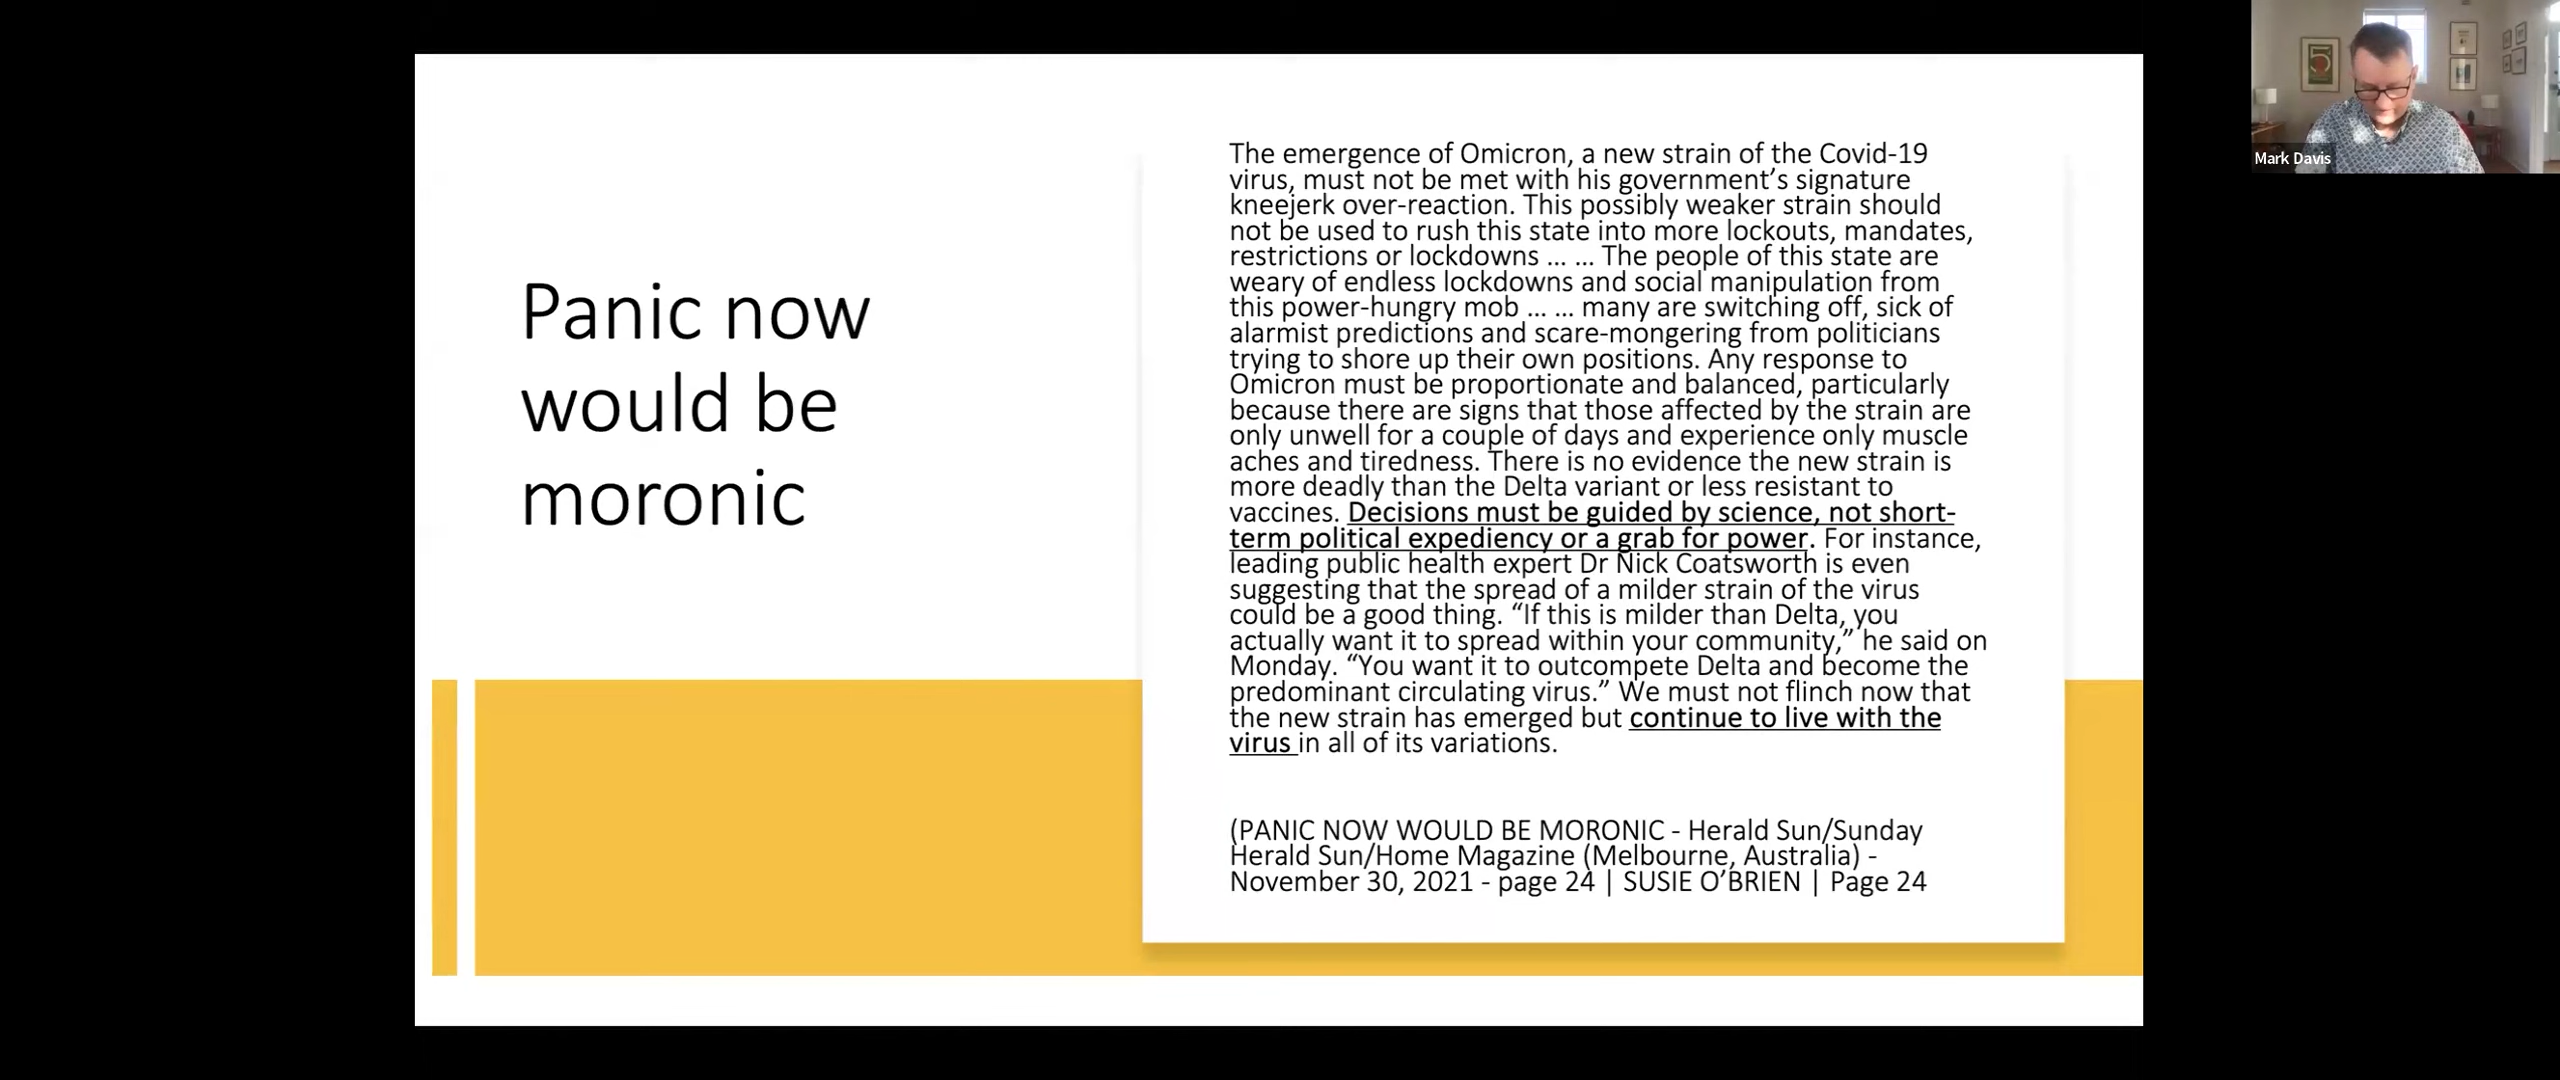 Panic now
would be
moronic
The emergence of Omicron, a new strain of the Covid-19
virus, must not be met with his government’s signature
kneejerk over-reaction. This possibly weaker strain should
not be used to rush this state into more lockouts, mandates,
restrictions or lockdowns ... ... The people of this state are
weary of endless lockdowns and social manipulation from
this power-hungry mob ... ... many are switching off, sick of
alarmist predictions and scare-mongering from politicians
trying to shore up their own positions. Any response to
Omicron must be proportionate and balanced, particularly
because there are signs that those affected by the strain are
only unwell for a couple of days and experience only muscle
aches and tiredness. There is no evidence the new strain is
more deadly than the Delta variant or less resistant to
vaccines. Decisions must be guided by science, not short-
term political expediency or a grab for power. For instance,
leading public health expert Dr Nick Coatsworth is even
suggesting that the spread of a milder strain of the virus
could be a good thing. “If this is milder than Delta, you
actually want it to spread within your community,” he said on
Monday. “You want it to outcompete Delta and become the
predominant circulating virus.” We must not flinch now that
the new strain has emerged but continue to live with the
virus in all of its variations.
(PANIC NOW WOULD BE MORONIC - Herald Sun/Sunday
Herald Sun/Home Magazine (Melbourne, Australia) -
November 30, 2021 - page 24 | SUSIE O’BRIEN | Page 24
Mark Davis